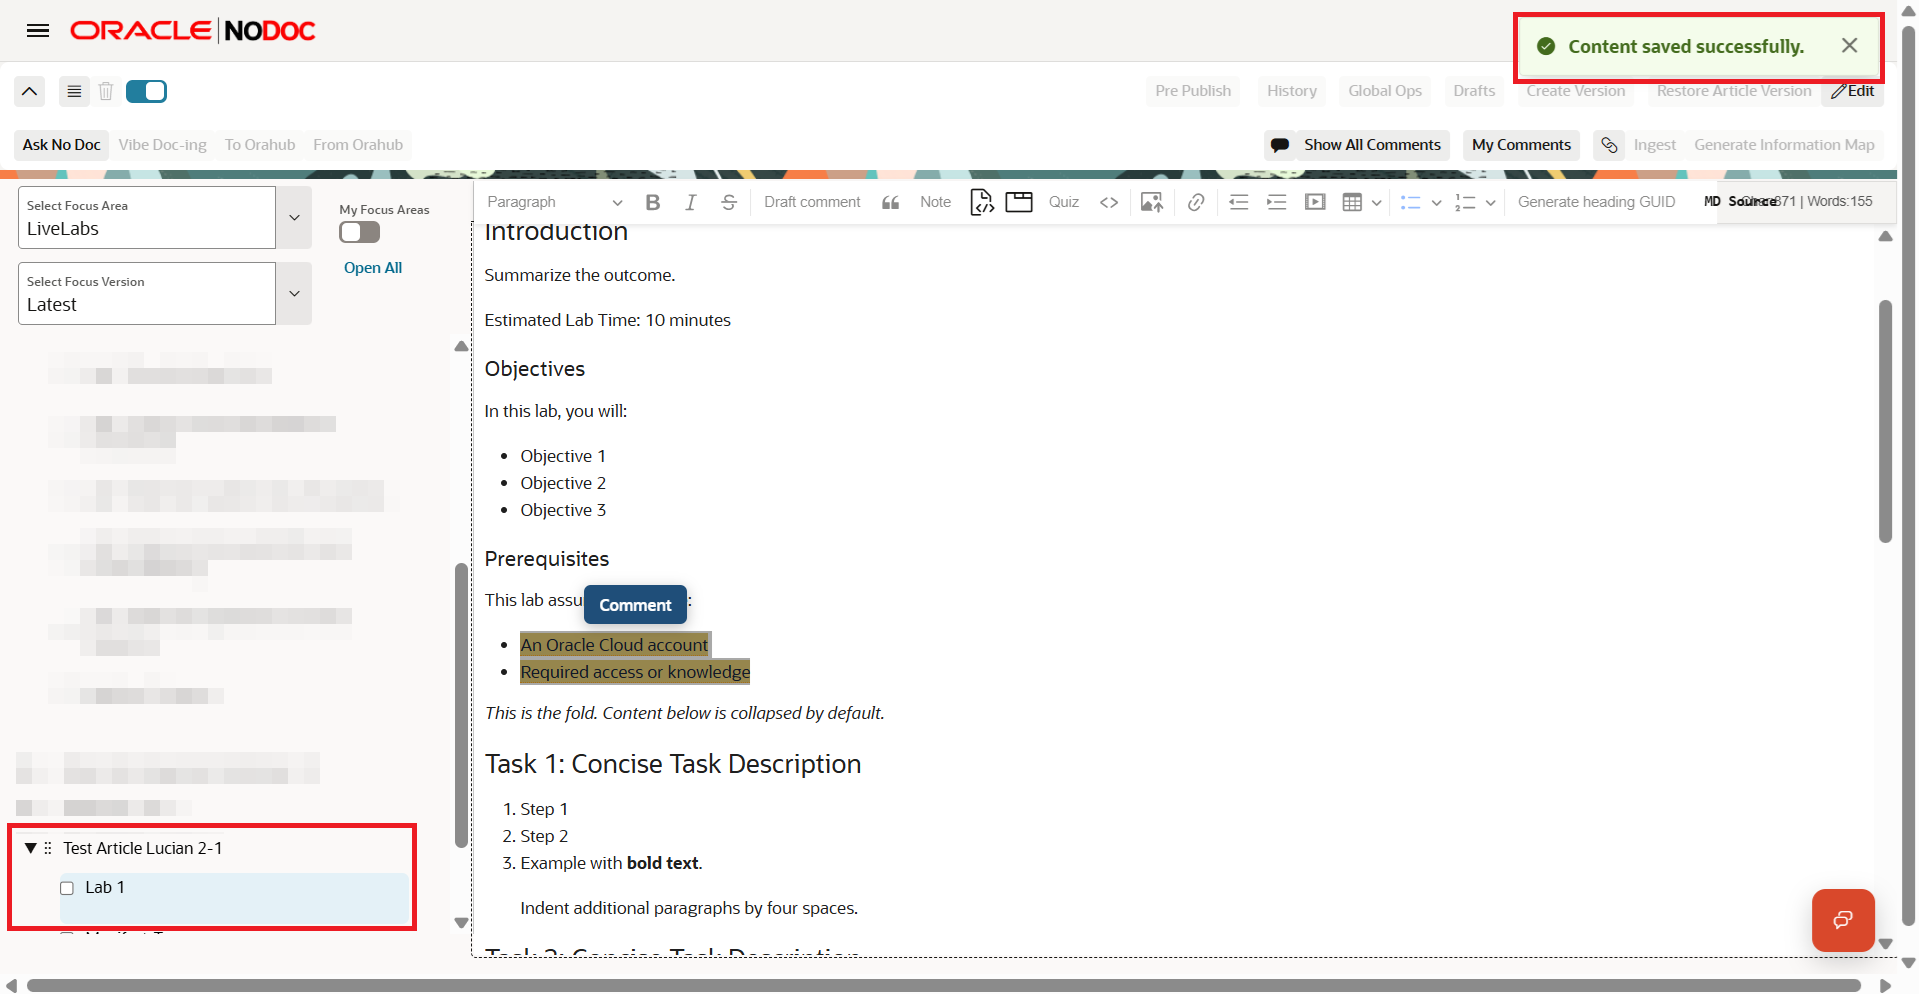 ORACLE NODOC
Content saved successfully.
Pre Publish History Global Ops Drafts Create Version Restore Article Version Edit
Ask No Doc Vibe Doc-ing To Orahub From Orahub Show All Comments My Comments Ingest Generate Information Map
Select Focus Area
LiveLabs
My Focus Areas
Open All
Select Focus Version
Latest
Paragraph B I S Draft comment Note Quiz Generate heading GUID MD Source 871 | Words:155
Introduction
Summarize the outcome.
Estimated Lab Time: 10 minutes
Objectives
In this lab, you will:
Objective 1
Objective 2
Objective 3
Prerequisites
This lab assu Comment :
An Oracle Cloud account
Required access or knowledge
This is the fold. Content below is collapsed by default.
Task 1: Concise Task Description
1. Step 1
2. Step 2
3. Example with bold text.
Indent additional paragraphs by four spaces.
Task 2: Concise Task Description
Test Article Lucian 2-1
Lab 1